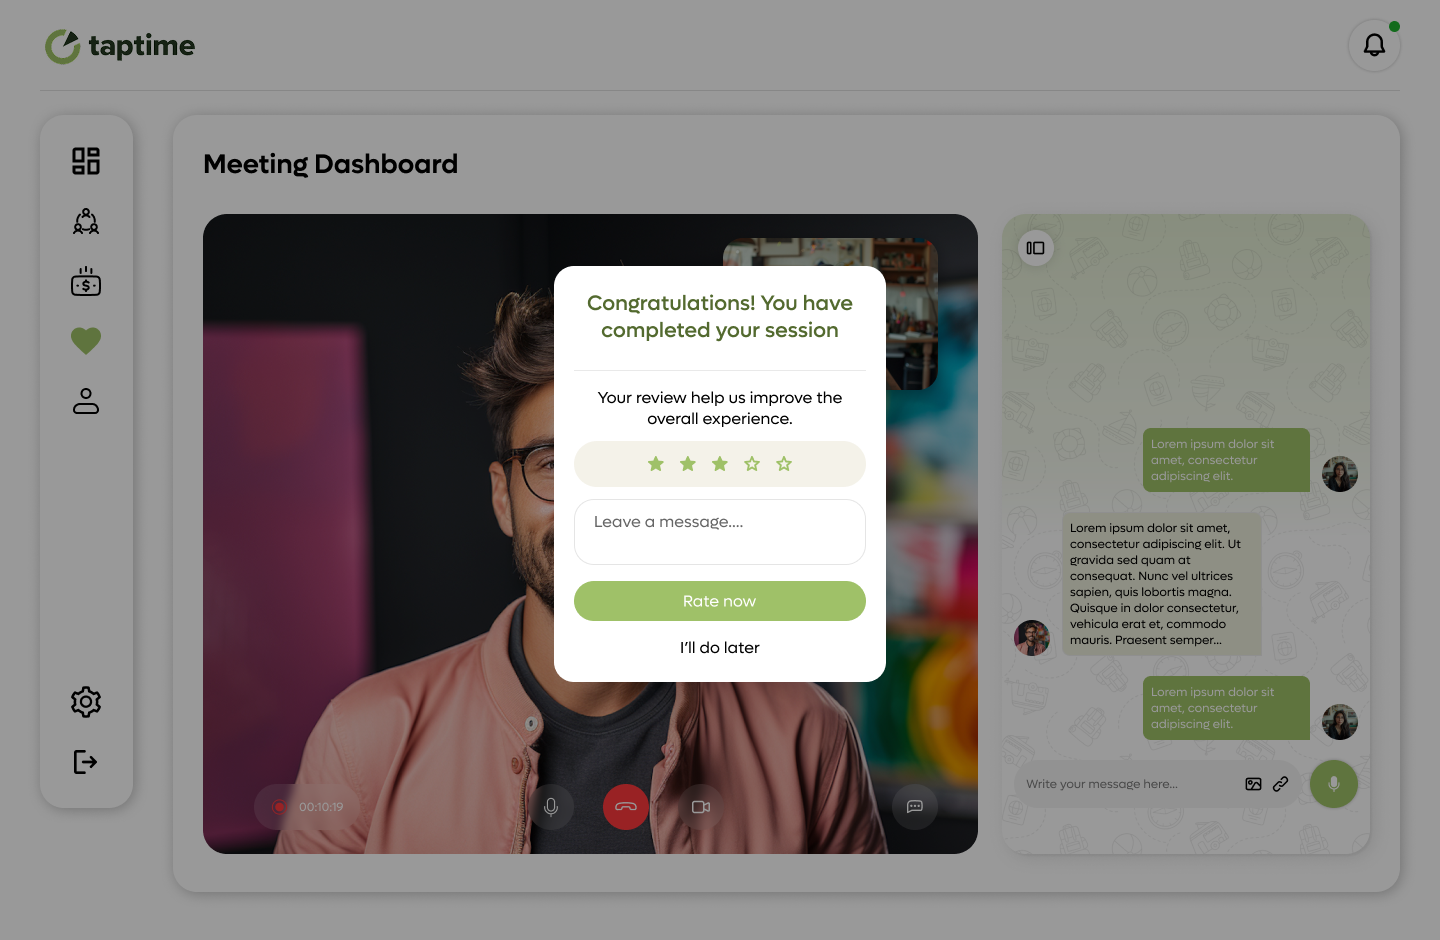 taptime
Meeting Dashboard
Congratulations! You have
completed your session
Your review help us improve the
overall experience.
Leave a message....
Rate now
I'll do later
00:10:19
Lorem ipsum dolor sit
amet, consectetur
adipiscing elit.
Lorem ipsum dolor sit amet,
consectetur adipiscing elit. Ut
gravida sed quam at
consequat. Nunc vel ultrices
sapien, quis lobortis magna.
Quisque in dolor consectetur,
vehicula erat et, commodo
mauris. Praesent semper...
Lorem ipsum dolor sit
amet, consectetur
adipiscing elit.
Write your message here...